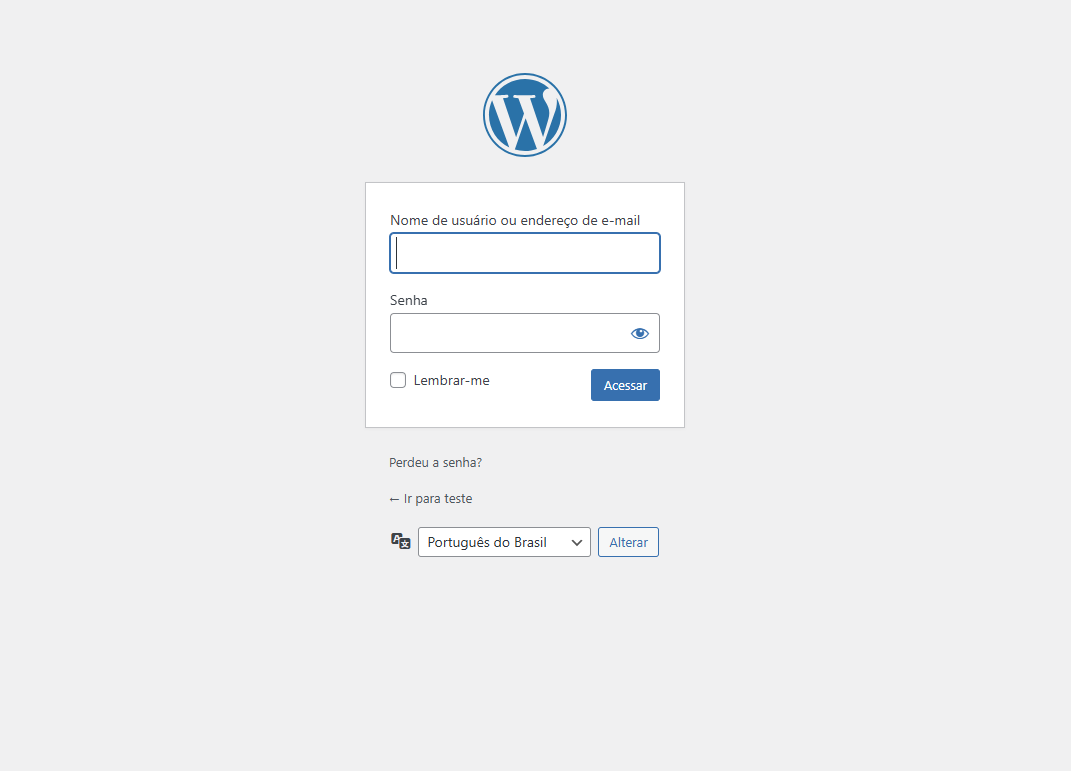 Nome de usuário ou endereço de e-mail
Senha
Lembrar-me
Acessar
Perdeu a senha?
← Ir para teste
Português do Brasil
Alterar